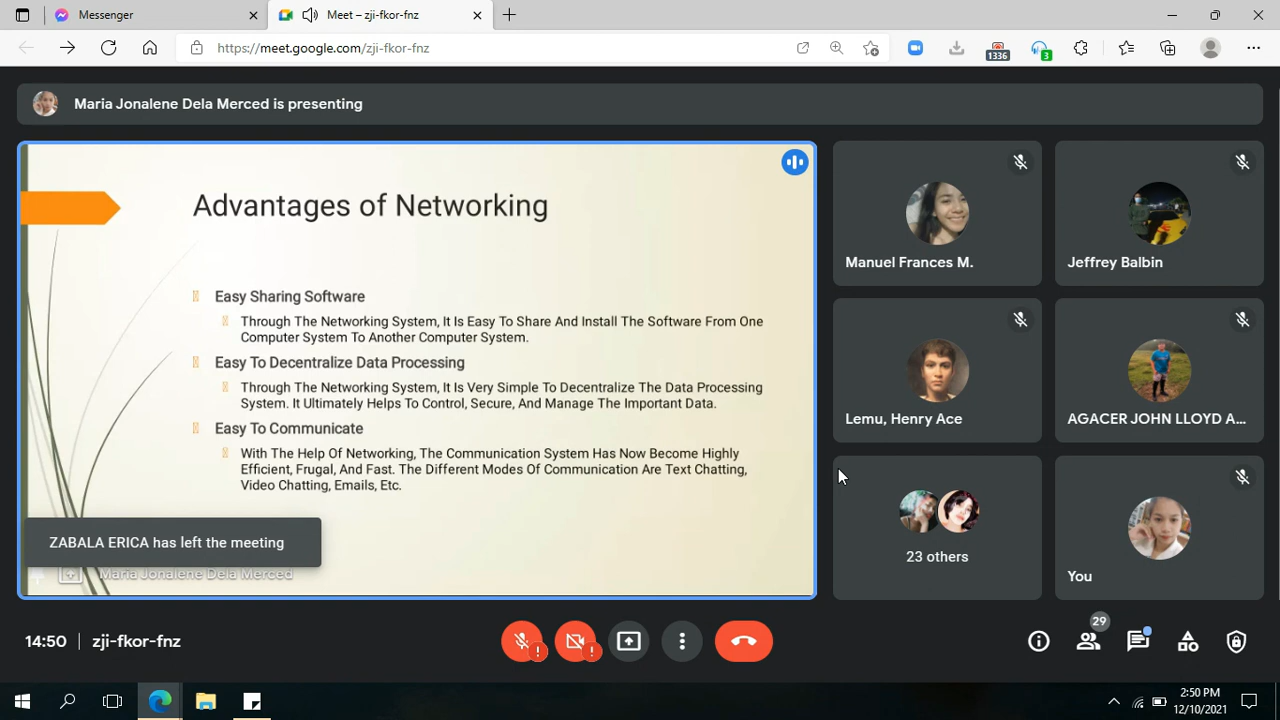 Messenger
Meet – zji-fkor-fnz
https://meet.google.com/zji-fkor-fnz
1336
3
Maria Jonalene Dela Merced is presenting
Advantages of Networking
Easy Sharing Software
Through The Networking System, It Is Easy To Share And Install The Software From One
Computer System To Another Computer System.
Easy To Decentralize Data Processing
Through The Networking System, It Is Very Simple To Decentralize The Data Processing
System. It Ultimately Helps To Control, Secure, And Manage The Important Data.
Easy To Communicate
With The Help Of Networking, The Communication System Has Now Become Highly
Efficient, Frugal, And Fast. The Different Modes Of Communication Are Text Chatting,
Video Chatting, Emails, Etc.
ZABALA ERICA has left the meeting
Maria Jonalene Dela Merced
Manuel Frances M.
Jeffrey Balbin
Lemu, Henry Ace
AGACER JOHN LLOYD A...
23 others
You
14:50
zji-fkor-fnz
29
2:50 PM
12/10/2021